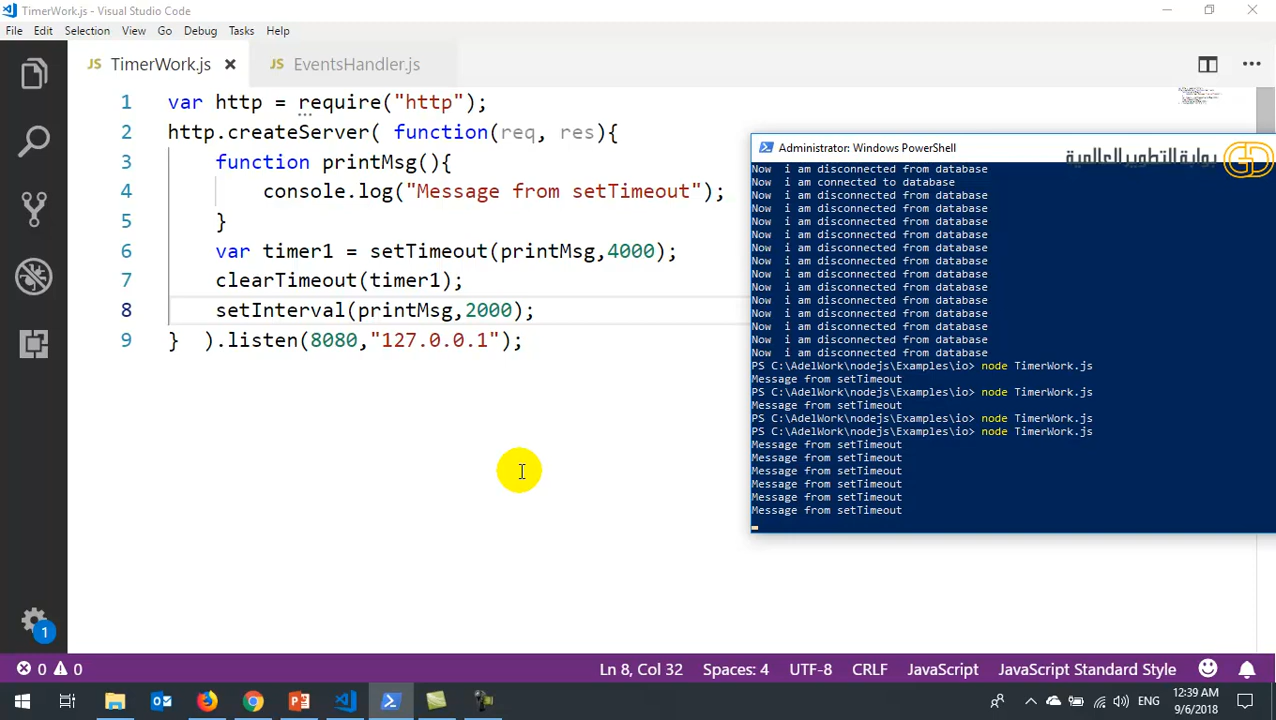 TimerWork.js - Visual Studio Code
File Edit Selection View Go Debug Tasks Help
JS TimerWork.js
JS EventsHandler.js
1 var http = require("http");
2 http.createServer( function(req, res){
3 function printMsg(){
4 console.log("Message from setTimeout");
5 }
6 var timer1 = setTimeout(printMsg,4000);
7 clearTimeout(timer1);
8 setInterval(printMsg,2000);
9 } ).listen(8080,"127.0.0.1");
Administrator: Windows PowerShell
بوابة التطوير العالمية
GD
Now i am disconnected from database
Now i am connected to database
Now i am disconnected from database
Now i am disconnected from database
Now i am disconnected from database
Now i am disconnected from database
Now i am disconnected from database
Now i am disconnected from database
Now i am disconnected from database
Now i am disconnected from database
Now i am disconnected from database
Now i am disconnected from database
Now i am disconnected from database
Now i am disconnected from database
Now i am disconnected from database
PS C:\AdelWork\nodejs\Examples\io> node TimerWork.js
Message from setTimeout
PS C:\AdelWork\nodejs\Examples\io> node TimerWork.js
Message from setTimeout
PS C:\AdelWork\nodejs\Examples\io> node TimerWork.js
PS C:\AdelWork\nodejs\Examples\io> node TimerWork.js
Message from setTimeout
Message from setTimeout
Message from setTimeout
Message from setTimeout
Message from setTimeout
Message from setTimeout
1
0 0
Ln 8, Col 32 Spaces: 4 UTF-8 CRLF JavaScript JavaScript Standard Style
ENG
12:39 AM
9/6/2018